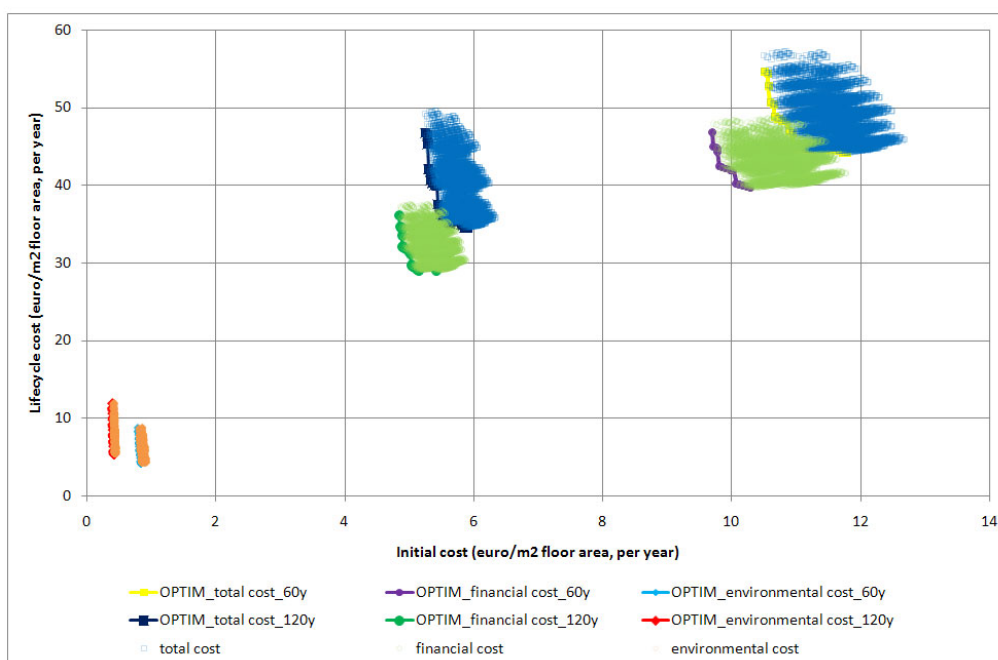 60
50
40
30
20
10
0
Lifecycle cost (euro/m2 floor area, per year)
0 2 4 6 8 10 12 14
Initial cost (euro/m2 floor area, per year)
OPTIM_total cost_60y OPTIM_financial cost_60y OPTIM_environmental cost_60y
OPTIM_total cost_120y OPTIM_financial cost_120y OPTIM_environmental cost_120y
total cost financial cost environmental cost